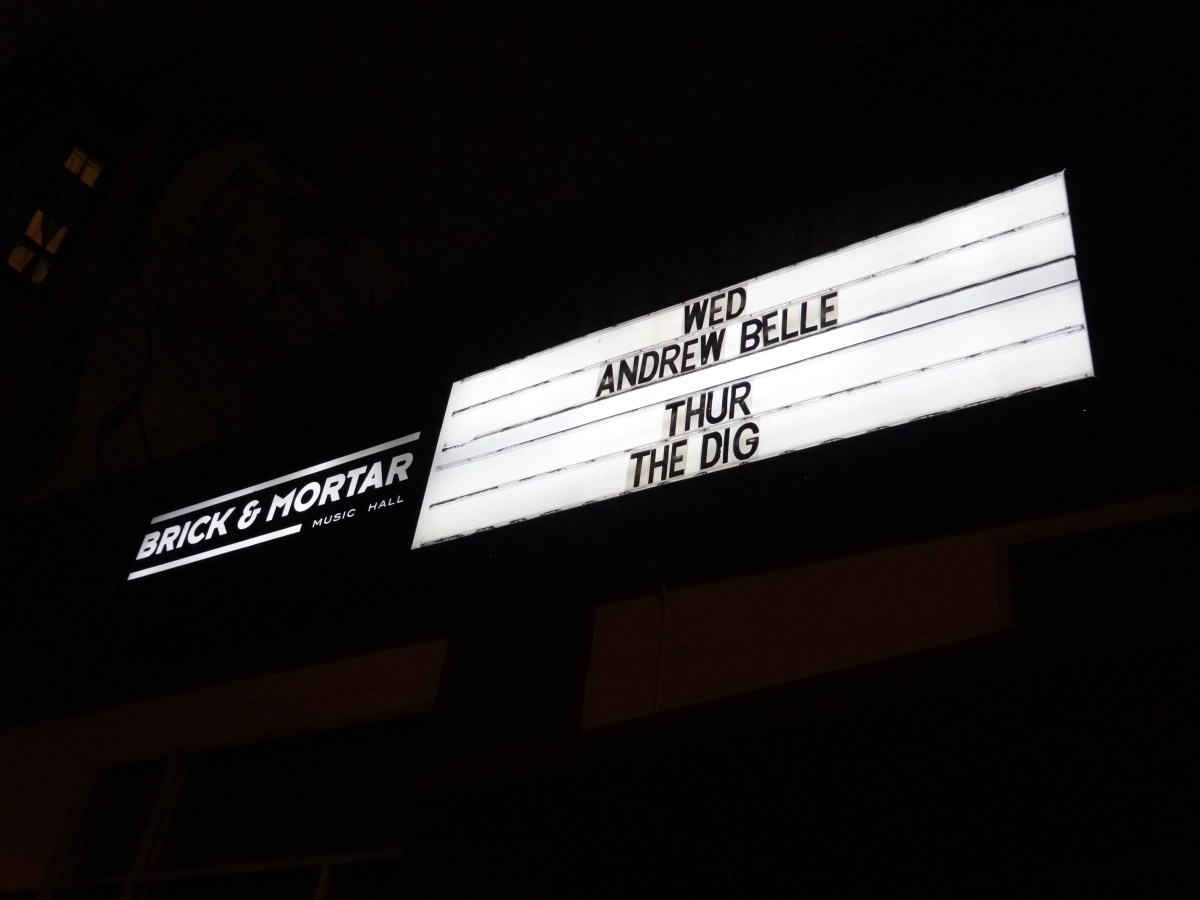 BRICK & MORTAR
MUSIC HALL
WED
ANDREW BELLE
THUR
THE DIG